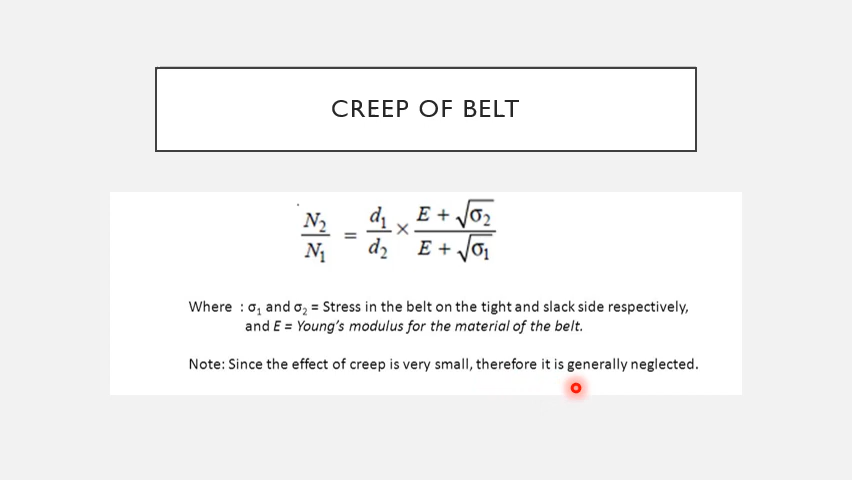 CREEP OF BELT
N₂/N₁ = d₁/d₂ × (E + √σ₂)/(E + √σ₁)
Where : σ₁ and σ₂ = Stress in the belt on the tight and slack side respectively,
and E = Young's modulus for the material of the belt.
Note: Since the effect of creep is very small, therefore it is generally neglected.